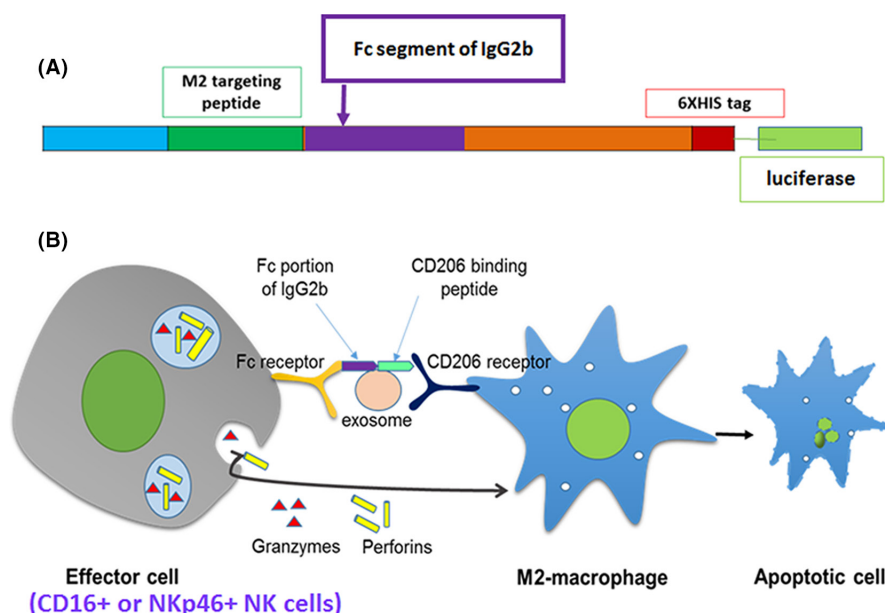 (A)
Fc segment of IgG2b
M2 targeting
peptide
6XHIS tag
luciferase
(B)
Fc portion
of IgG2b
CD206 binding
peptide
Fc receptor
CD206 receptor
exosome
Granzymes
Perforins
Effector cell
(CD16+ or NKp46+ NK cells)
M2-macrophage
Apoptotic cell